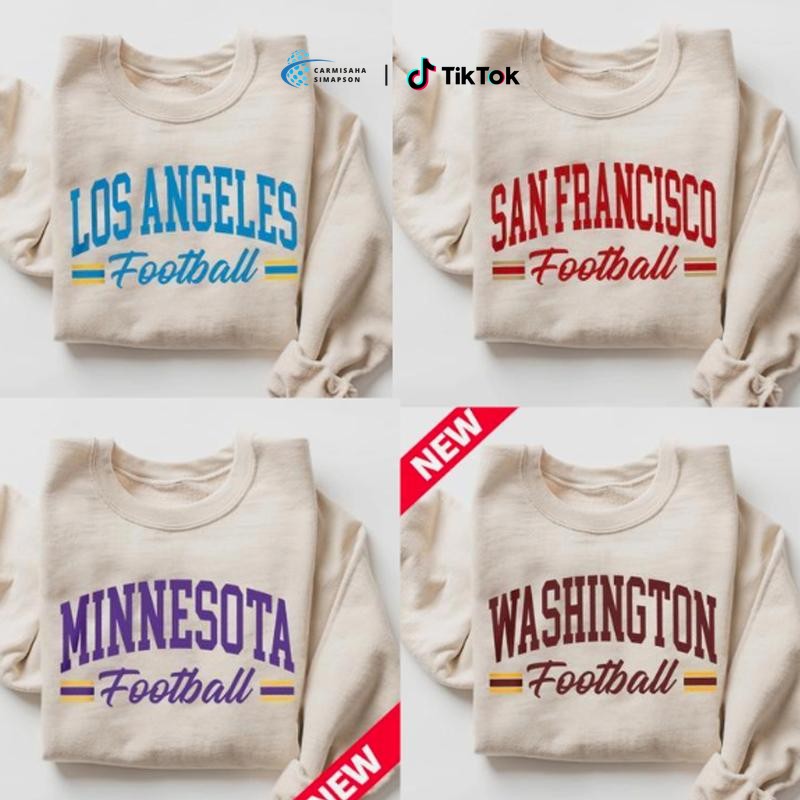 CARMISAHA
SIMAPSON
TikTok
LOS ANGELES
Football
SAN FRANCISCO
Football
NEW
MINNESOTA
Football
WASHINGTON
Football
NEW